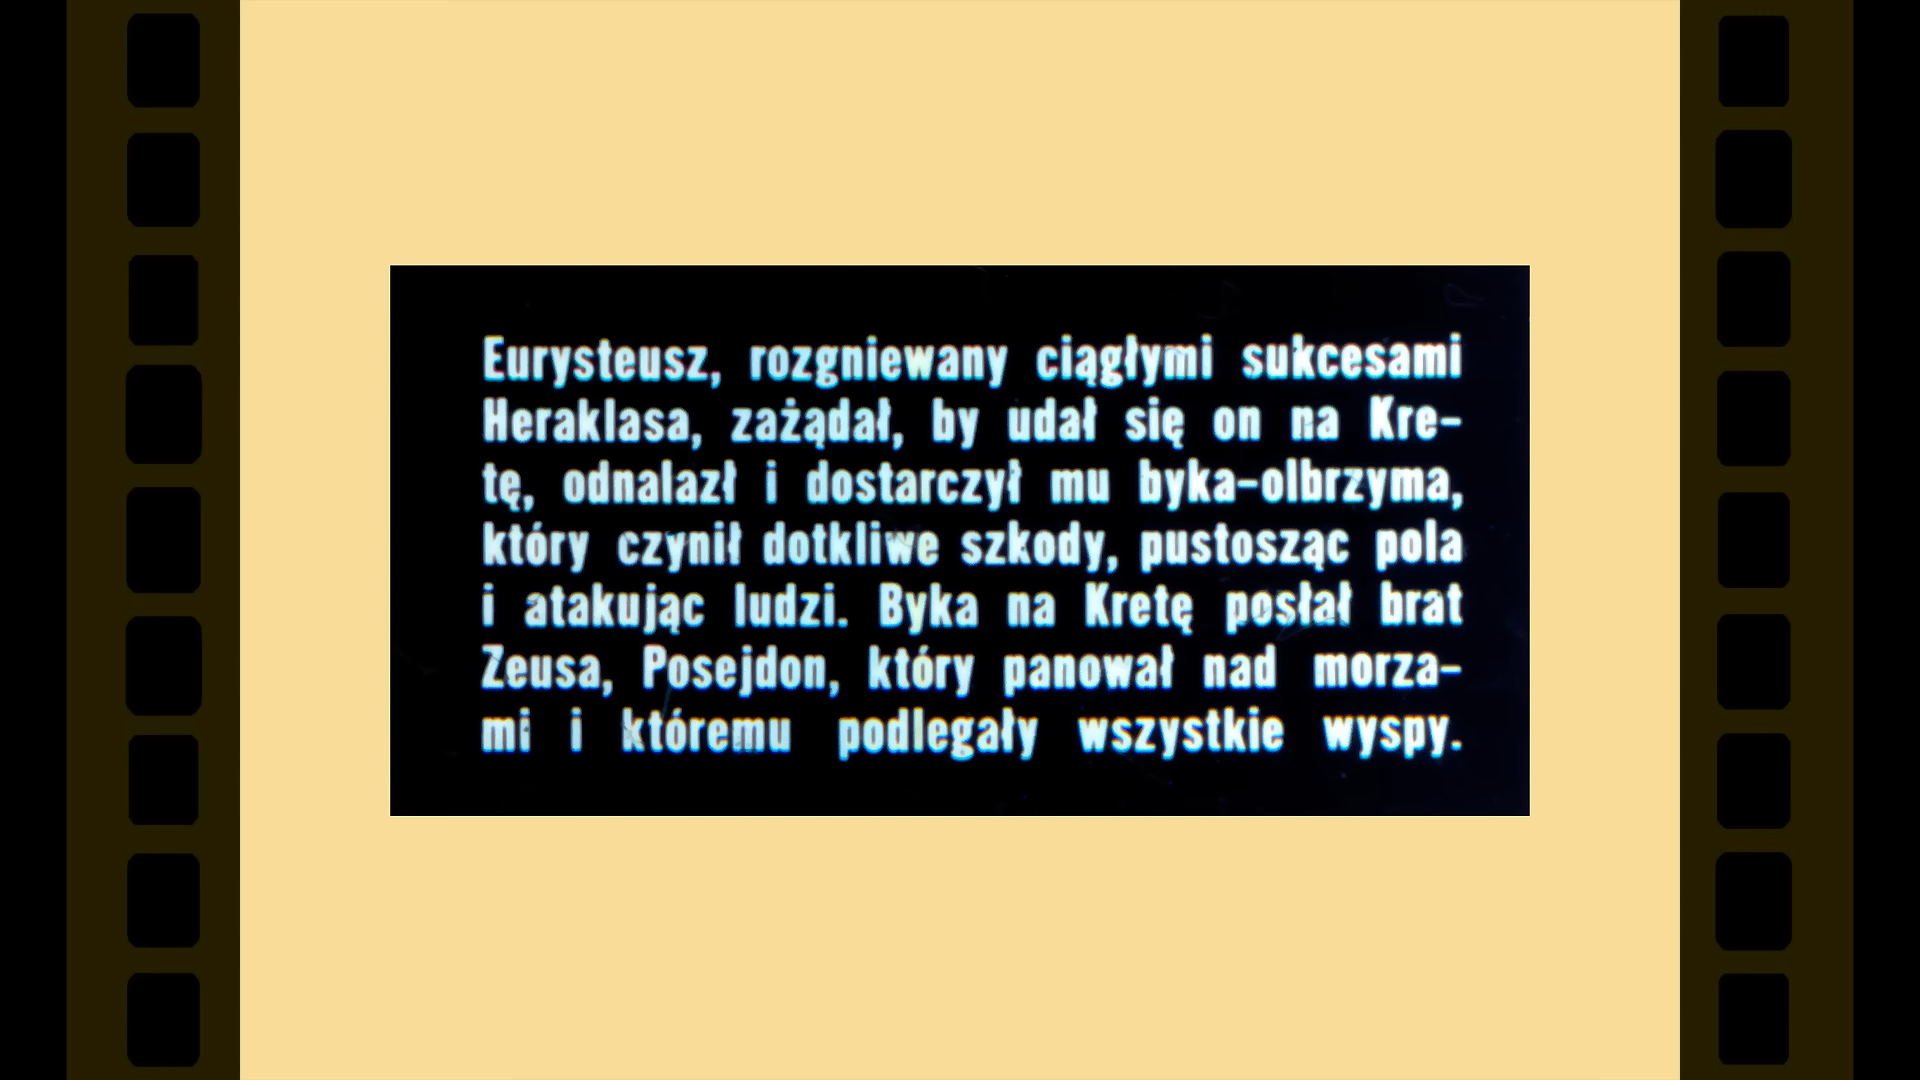 Eurysteusz, rozgniewany ciągłymi sukcesami
Heraklasa, zażądał, by udał się on na Kre-
tę, odnalazł i dostarczył mu byka-olbrzyma,
który czynił dotkliwe szkody, pustosząc pola
i atakując ludzi. Byka na Kretę posłał brat
Zeusa, Posejdon, który panował nad morza-
mi i któremu podlegały wszystkie wyspy.